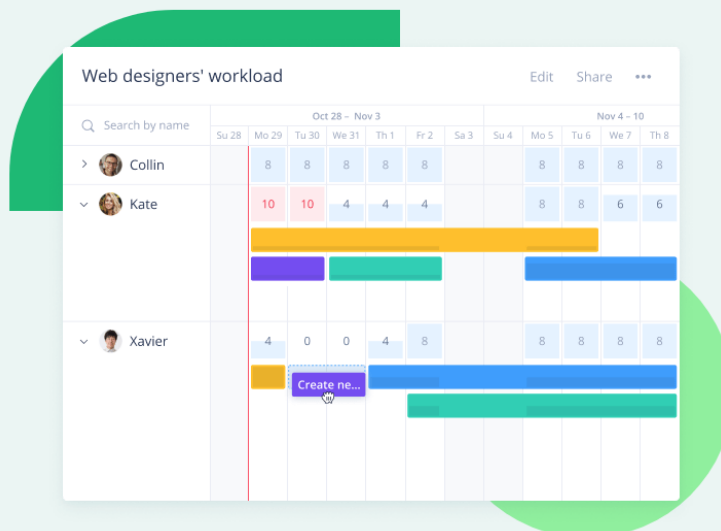 Web designers' workload Edit Share •••
Search by name Oct 28 – Nov 3 Nov 4 – 10
Su 28 Mo 29 Tu 30 We 31 Th 1 Fr 2 Sa 3 Su 4 Mo 5 Tu 6 We 7 Th 8
Collin 8 8 8 8 8 8 8 8 8
Kate 10 10 4 4 4 8 8 6 6
Xavier 4 0 0 4 8 8 8 8 8
Create ne...